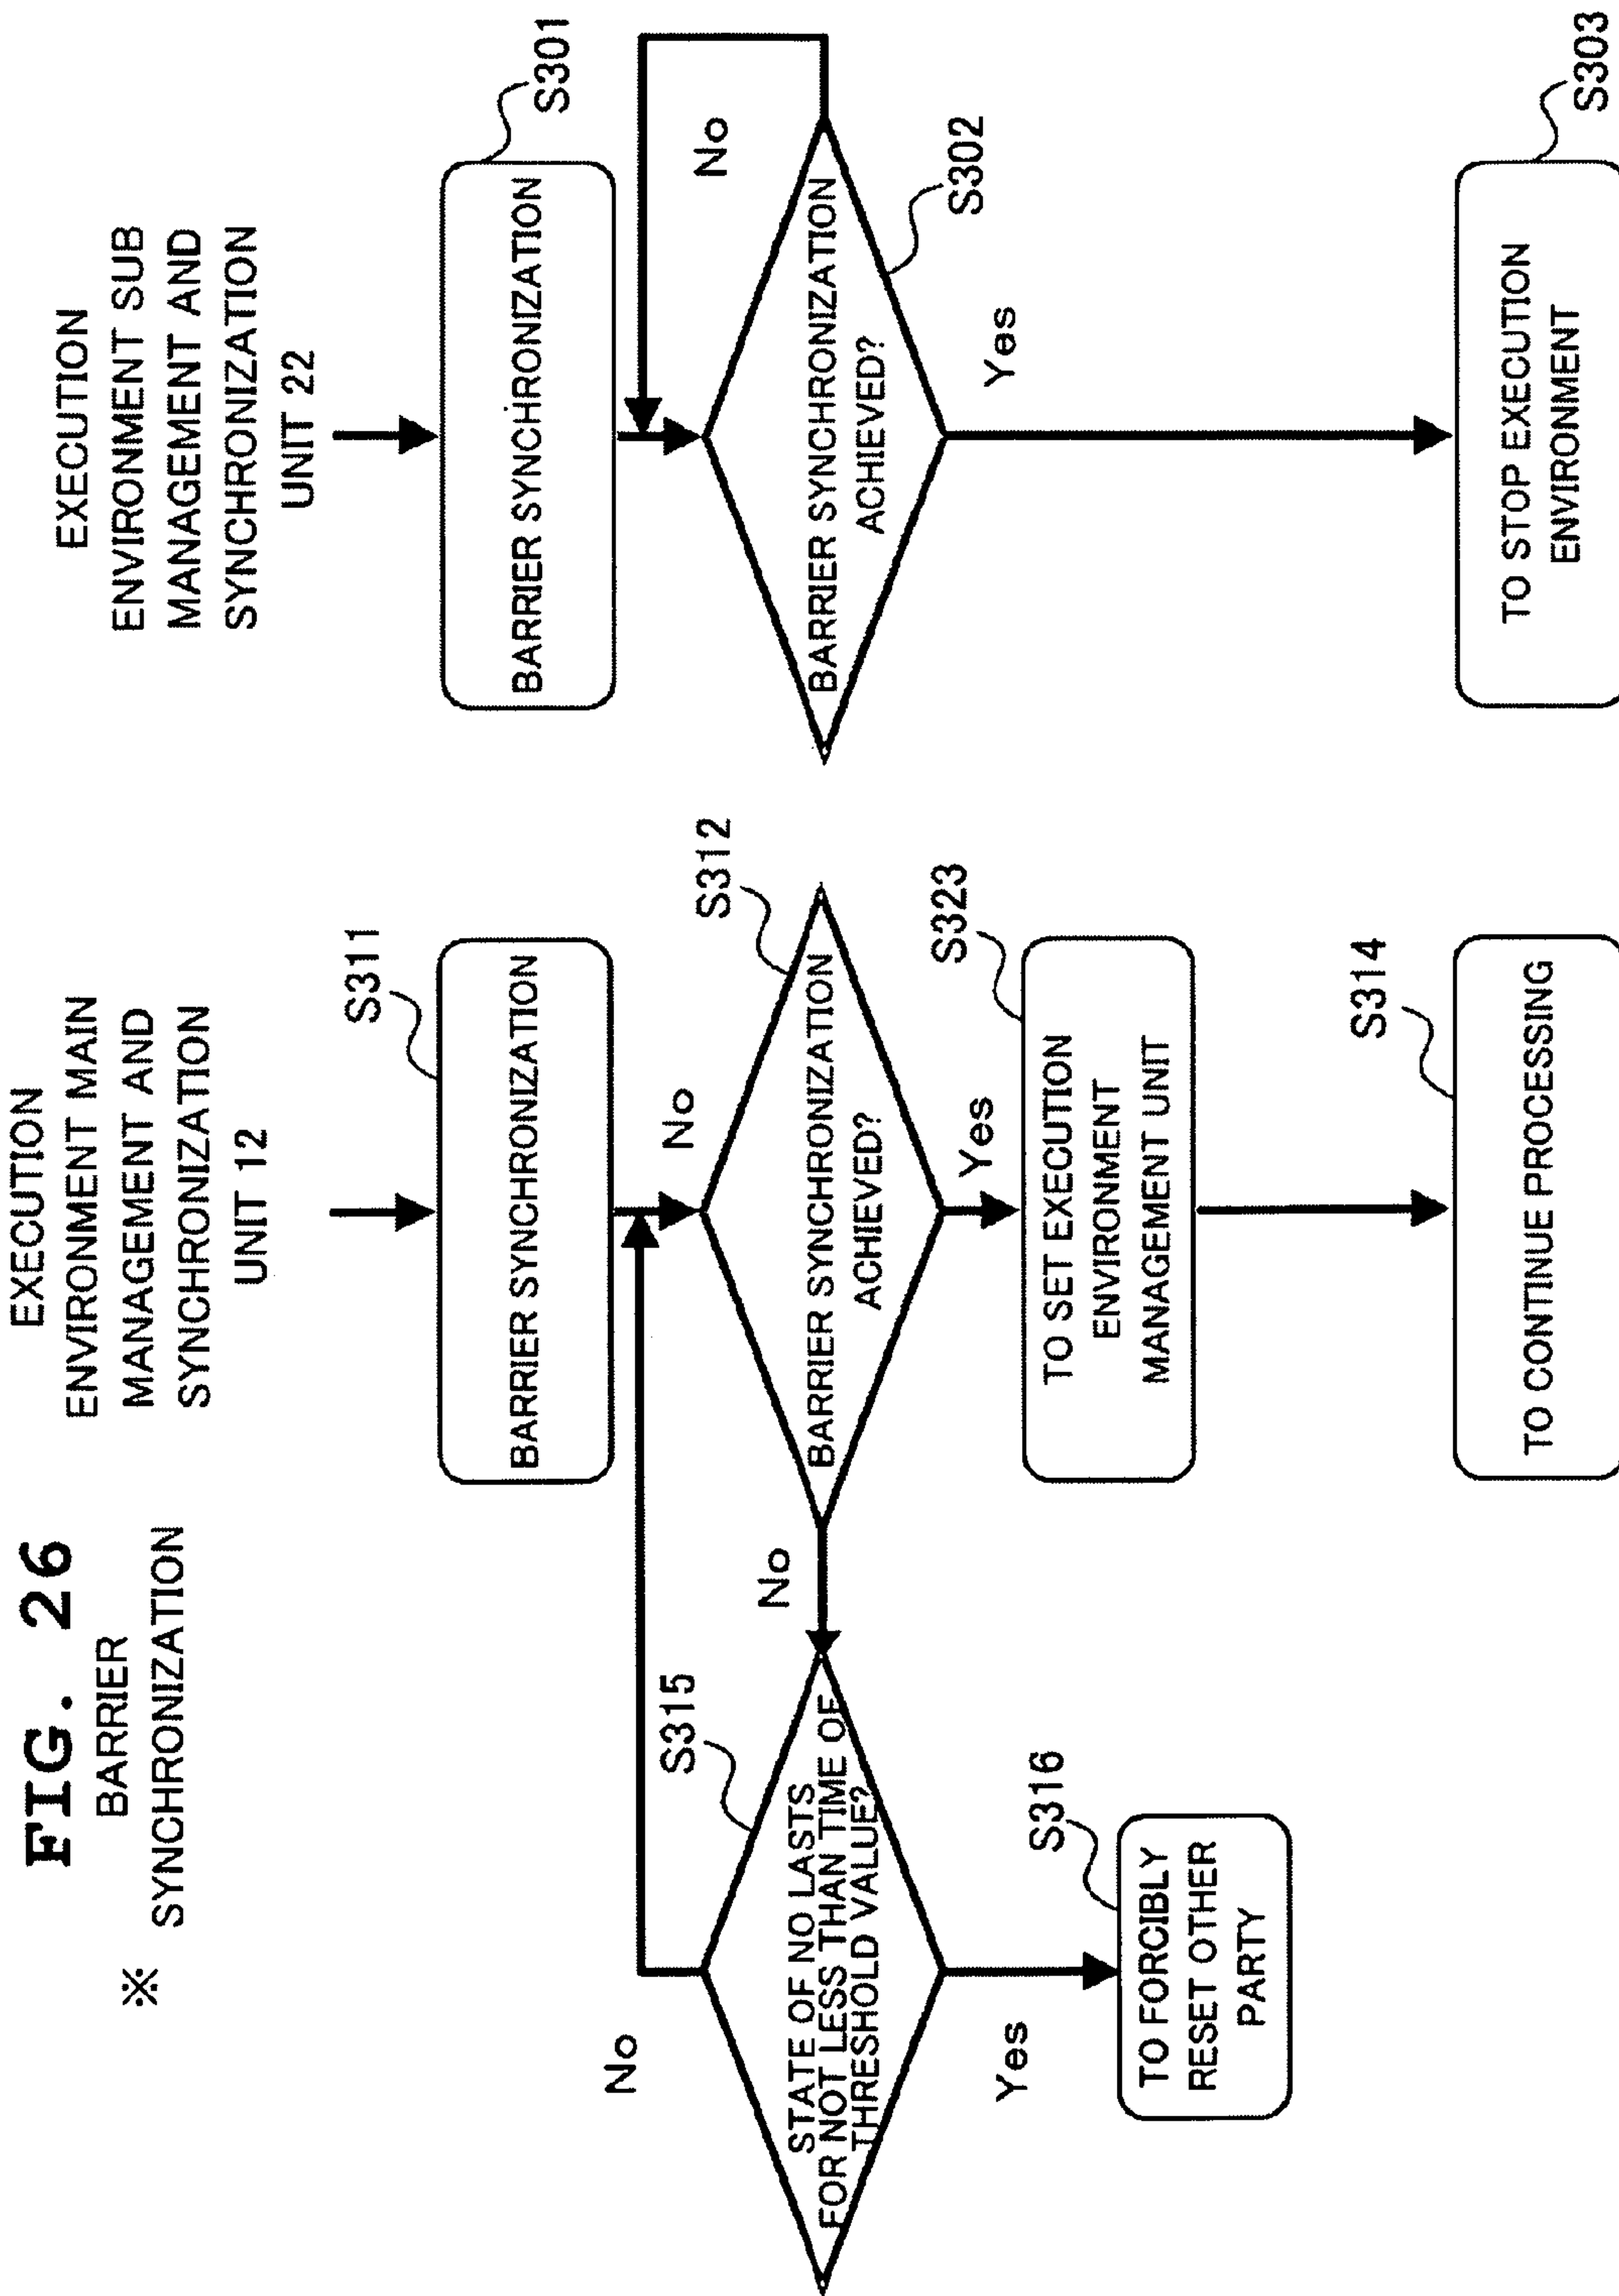 FIG. 26
※ BARRIER
SYNCHRONIZATION
EXECUTION
ENVIRONMENT MAIN
MANAGEMENT AND
SYNCHRONIZATION
UNIT 12
S311
BARRIER SYNCHRONIZATION
No
S312
BARRIER SYNCHRONIZATION
ACHIEVED?
Yes
S323
TO SET EXECUTION
ENVIRONMENT
MANAGEMENT UNIT
S314
TO CONTINUE PROCESSING
No
S315
STATE OF NO LASTS
FOR NOT LESS THAN TIME OF
THRESHOLD VALUE?
No
Yes
S316
TO FORCIBLY
RESET OTHER
PARTY
EXECUTION
ENVIRONMENT SUB
MANAGEMENT AND
SYNCHRONIZATION
UNIT 22
S301
BARRIER SYNCHRONIZATION
No
S302
BARRIER SYNCHRONIZATION
ACHIEVED?
Yes
S303
TO STOP EXECUTION
ENVIRONMENT